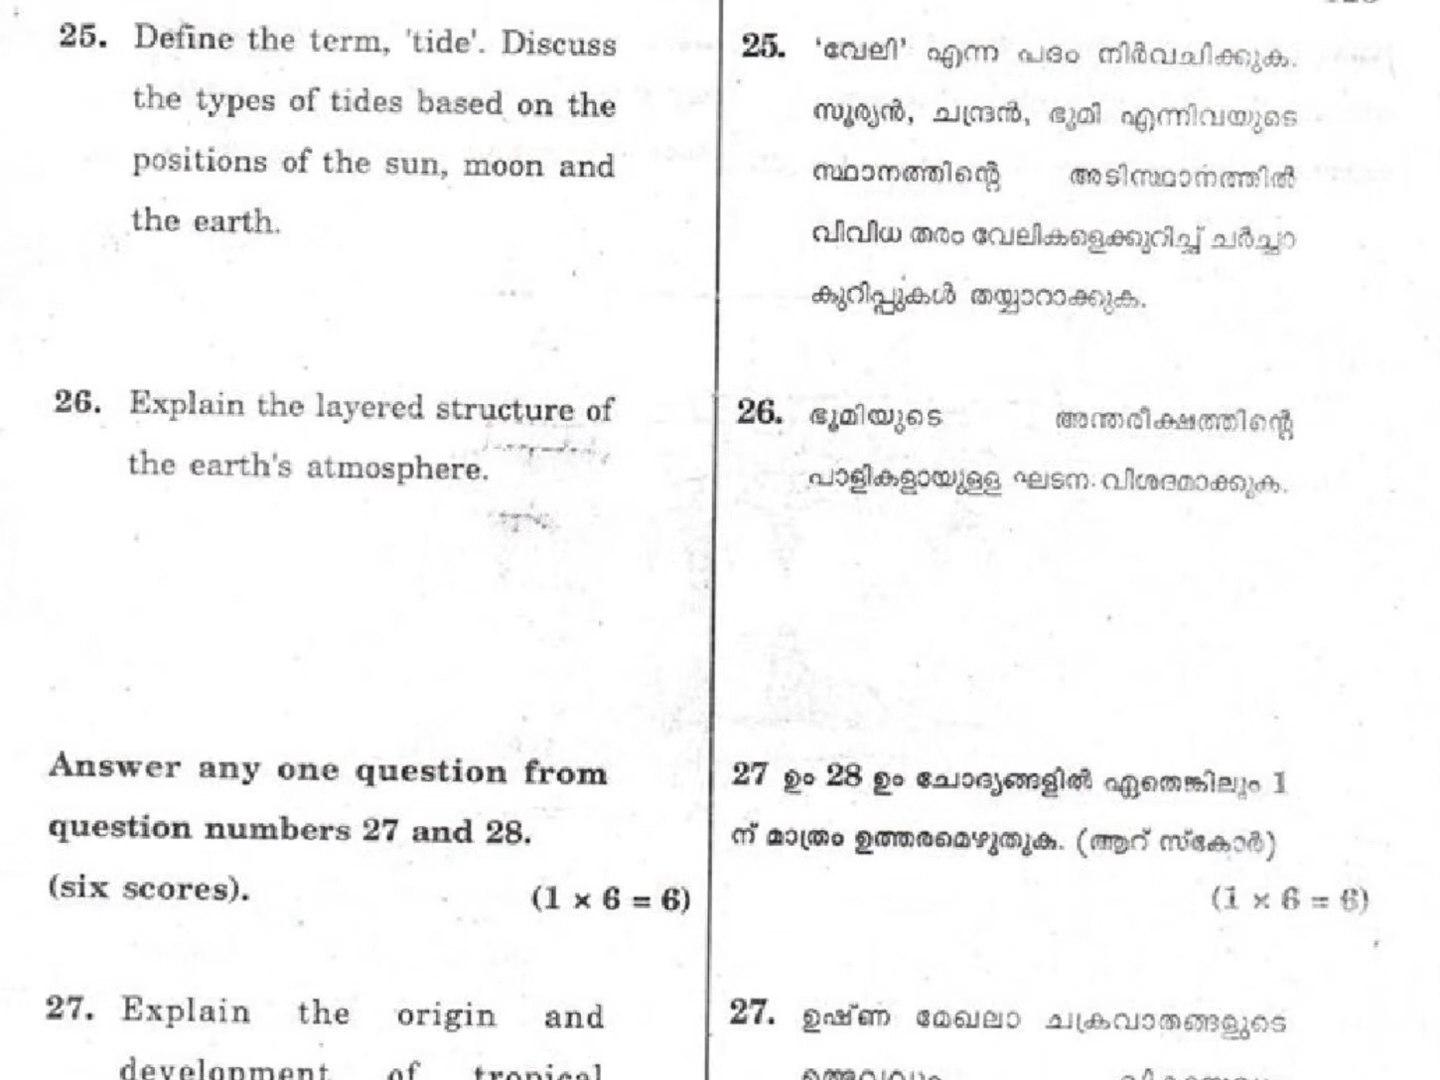 25. Define the term, 'tide'. Discuss
the types of tides based on the
positions of the sun, moon and
the earth.
26. Explain the layered structure of
the earth's atmosphere.
Answer any one question from
question numbers 27 and 28.
(six scores). (1 × 6 = 6)
27. Explain the origin and
development of tropical
25. 'വേലി' എന്ന പദം നിർവചിക്കുക.
സൂര്യൻ, ചന്ദ്രൻ, ഭൂമി എന്നിവയുടെ
സ്ഥാനത്തിന്റെ അടിസ്ഥാനത്തിൽ
വിവിധ തരം വേലികളെക്കുറിച്ച് ചർച്ചാ
കുറിപ്പുകൾ തയ്യാറാക്കുക.
26. ഭൂമിയുടെ അന്തരീക്ഷത്തിന്റെ
പാളികളായുള്ള ഘടന വിശദമാക്കുക.
27 ഉം 28 ഉം ചോദ്യങ്ങളിൽ ഏതെങ്കിലും 1
ന് മാത്രം ഉത്തരമെഴുതുക. (ആറ് സ്കോർ)
(1 × 6 = 6)
27. ഉഷ്ണ മേഖലാ ചക്രവാതങ്ങളുടെ